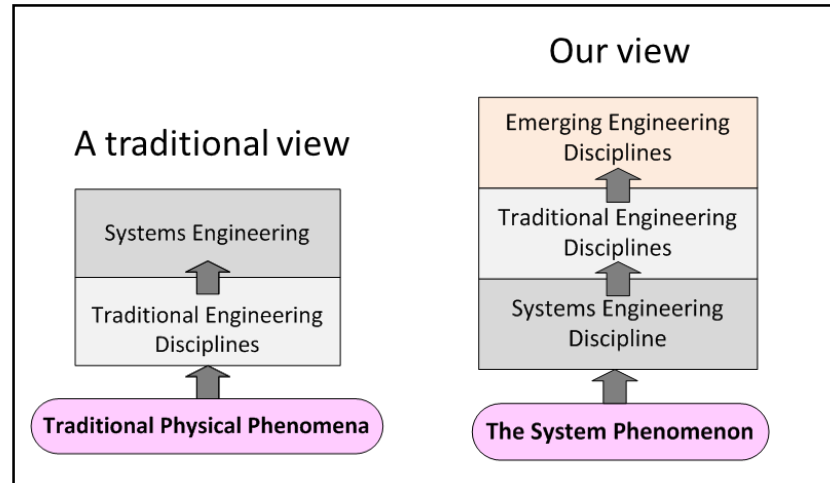 A traditional view
Systems Engineering
Traditional Engineering
Disciplines
Traditional Physical Phenomena
Our view
Emerging Engineering
Disciplines
Traditional Engineering
Disciplines
Systems Engineering
Discipline
The System Phenomenon